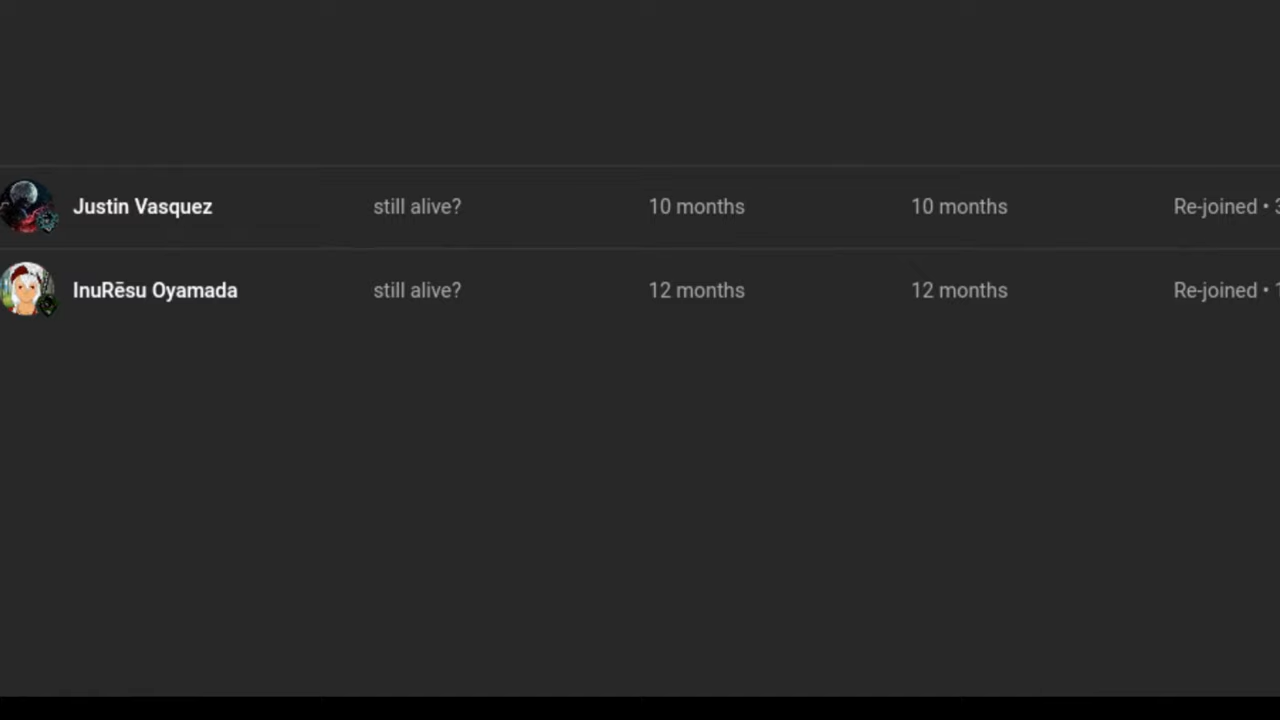 Justin Vasquez still alive? 10 months 10 months Re-joined •
InuRēsu Oyamada still alive? 12 months 12 months Re-joined •